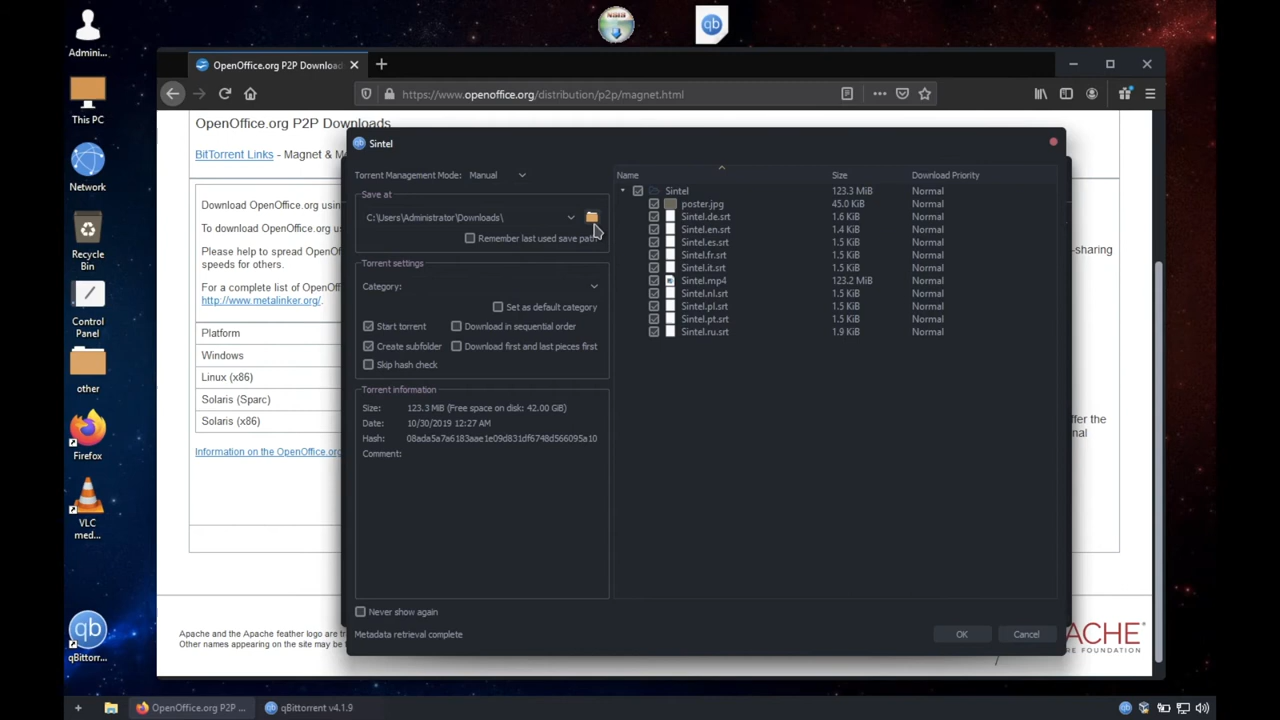 Admini...
This PC
Network
Recycle
Bin
Control
Panel
other
Firefox
VLC
med...
qBittorr...
qb
OpenOffice.org P2P Download
https://www.openoffice.org/distribution/p2p/magnet.html
OpenOffice.org P2P Downloads
BitTorrent Links - Magnet & M
Download OpenOffice.org usin
To download OpenOffice.org u
Please help to spread OpenOffi
speeds for others.
For a complete list of OpenOffi
http://www.metalinker.org/.
Platform
Windows
Linux (x86)
Solaris (Sparc)
Solaris (x86)
Information on the OpenOffice.org
-sharing
ffer the
nal
Apache and the Apache feather logo are tr
Other names appearing on the site may be t
ACHE
RE FOUNDATION
qb Sintel
Torrent Management Mode: Manual
Save at
C:\Users\Administrator\Downloads\
Remember last used save path
Torrent settings
Category:
Set as default category
Start torrent
Download in sequential order
Create subfolder
Download first and last pieces first
Skip hash check
Torrent information
Size: 123.3 MiB (Free space on disk: 42.00 GiB)
Date: 10/30/2019 12:27 AM
Hash: 08ada5a7a6183aae1e09d831df6748d566095a10
Comment:
Never show again
Metadata retrieval complete
Name Size Download Priority
Sintel 123.3 MiB Normal
poster.jpg 45.0 KiB Normal
Sintel.de.srt 1.6 KiB Normal
Sintel.en.srt 1.4 KiB Normal
Sintel.es.srt 1.5 KiB Normal
Sintel.fr.srt 1.5 KiB Normal
Sintel.it.srt 1.5 KiB Normal
Sintel.mp4 123.2 MiB Normal
Sintel.nl.srt 1.5 KiB Normal
Sintel.pl.srt 1.5 KiB Normal
Sintel.pt.srt 1.5 KiB Normal
Sintel.ru.srt 1.9 KiB Normal
OK
Cancel
OpenOffice.org P2P ...
qb qBittorrent v4.1.9